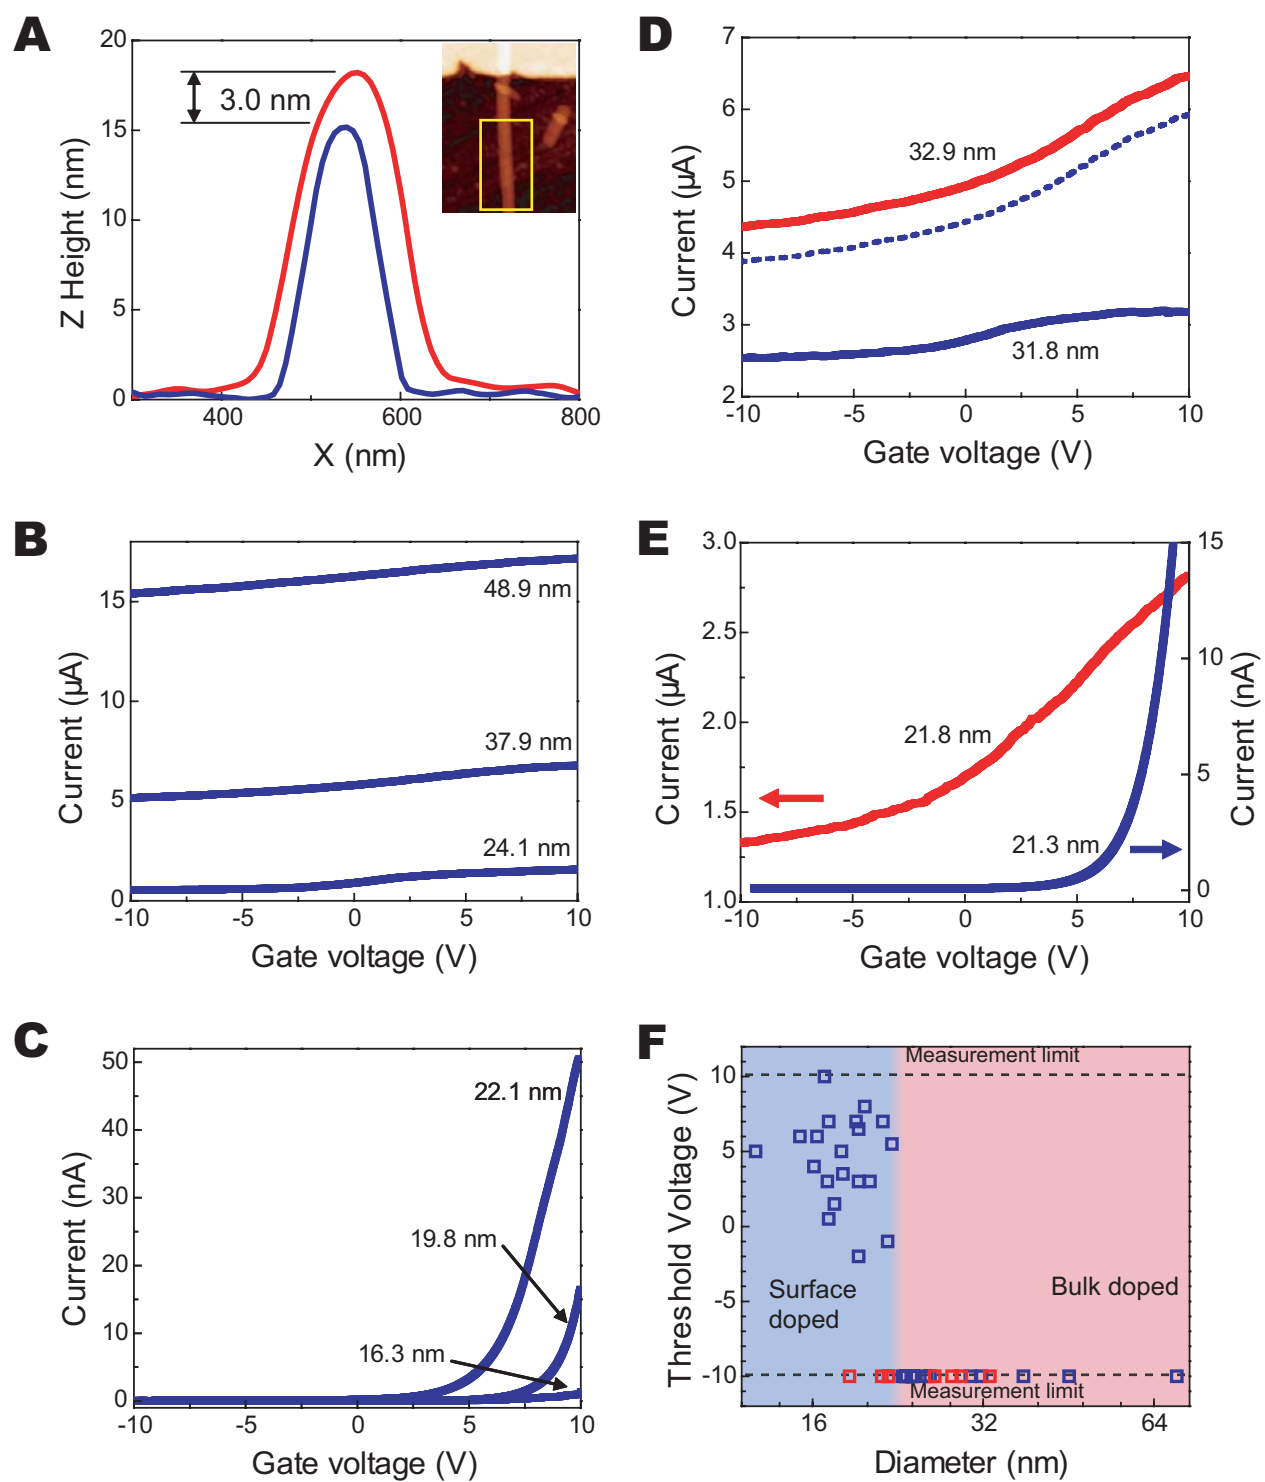 A
20
15
10
5
0
Z Height (nm)
3.0 nm
400
600
800
X (nm)
D
7
6
5
4
3
2
Current (µA)
32.9 nm
31.8 nm
-10
-5
0
5
10
Gate voltage (V)
B
15
10
5
0
Current (µA)
48.9 nm
37.9 nm
24.1 nm
-10
-5
0
5
10
Gate voltage (V)
E
3.0
2.5
2.0
1.5
1.0
Current (µA)
21.8 nm
21.3 nm
15
10
5
0
Current (nA)
-10
-5
0
5
10
Gate voltage (V)
C
50
40
30
20
10
0
Current (nA)
22.1 nm
19.8 nm
16.3 nm
-10
-5
0
5
10
Gate voltage (V)
F
10
5
0
-5
-10
Threshold Voltage (V)
Measurement limit
Surface
doped
Bulk doped
Measurement limit
16
32
64
Diameter (nm)